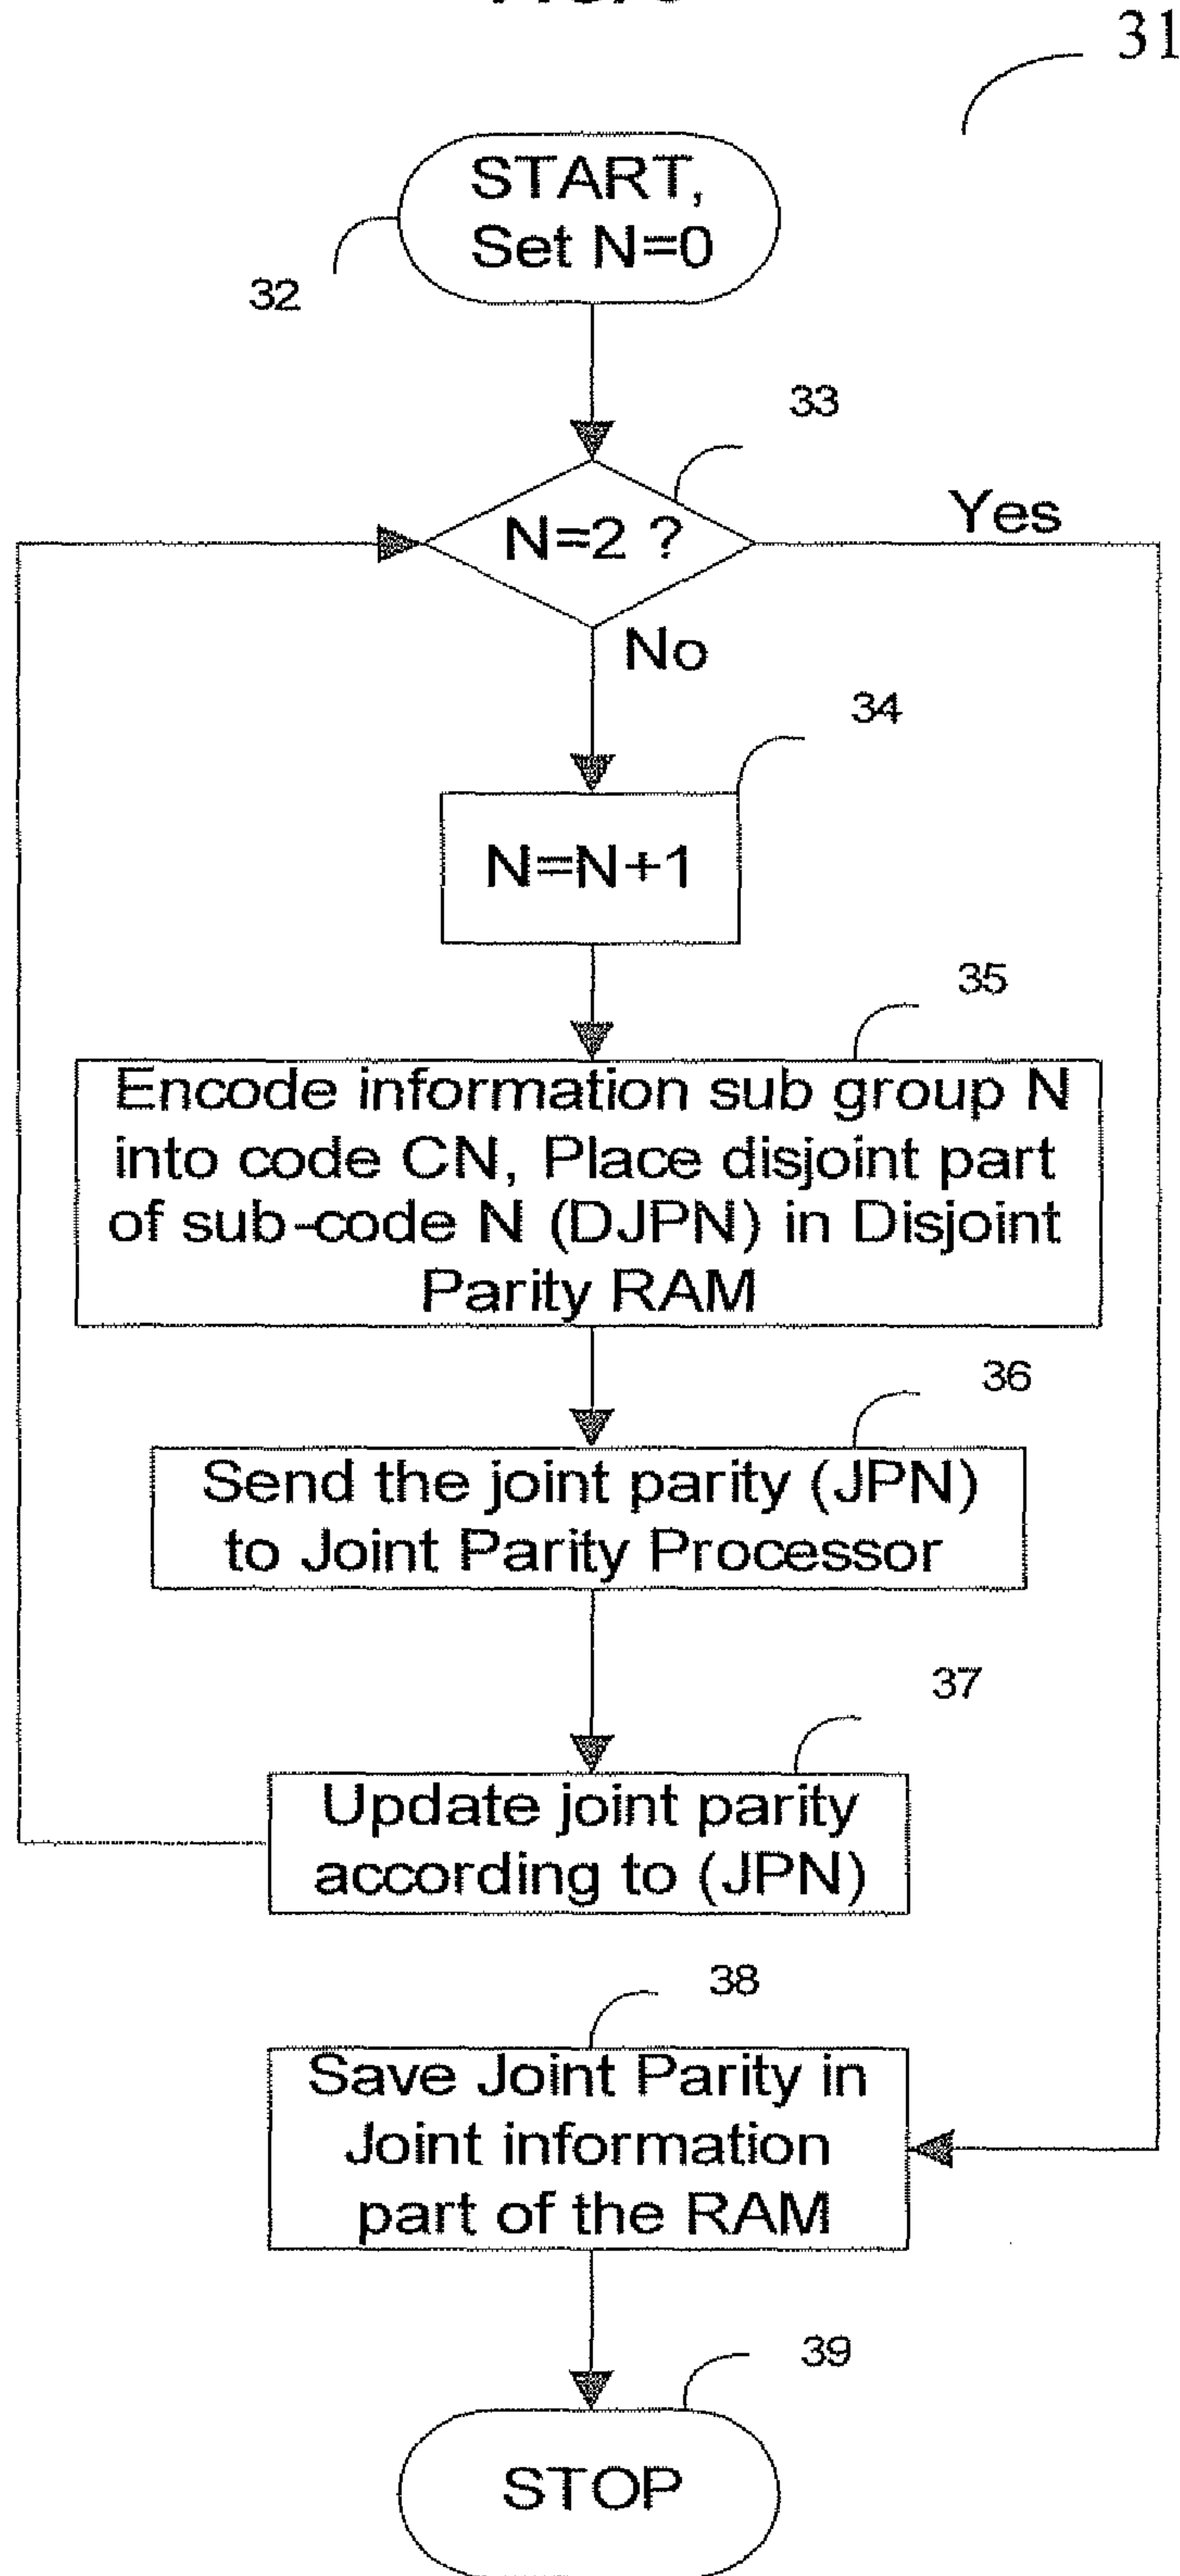 31
START,
Set N=0
32
33
N=2 ?
Yes
No
34
N=N+1
35
Encode information sub group N
into code CN, Place disjoint part
of sub-code N (DJPN) in Disjoint
Parity RAM
36
Send the joint parity (JPN)
to Joint Parity Processor
37
Update joint parity
according to (JPN)
38
Save Joint Parity in
Joint information
part of the RAM
39
STOP